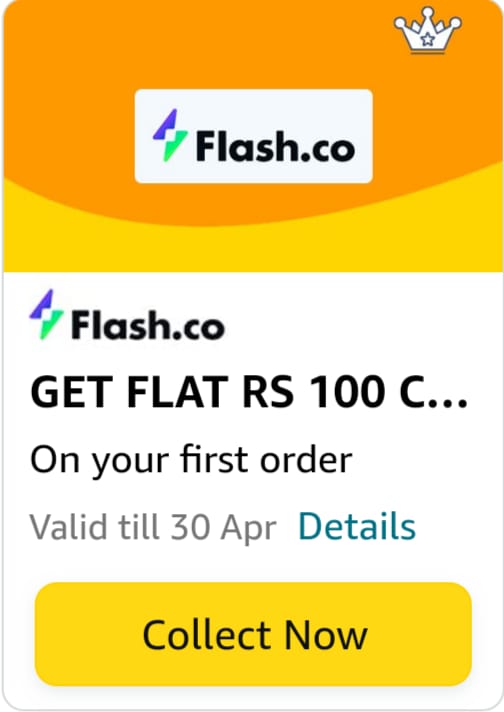 Flash.co
Flash.co
GET FLAT RS 100 C...
On your first order
Valid till 30 Apr Details
Collect Now